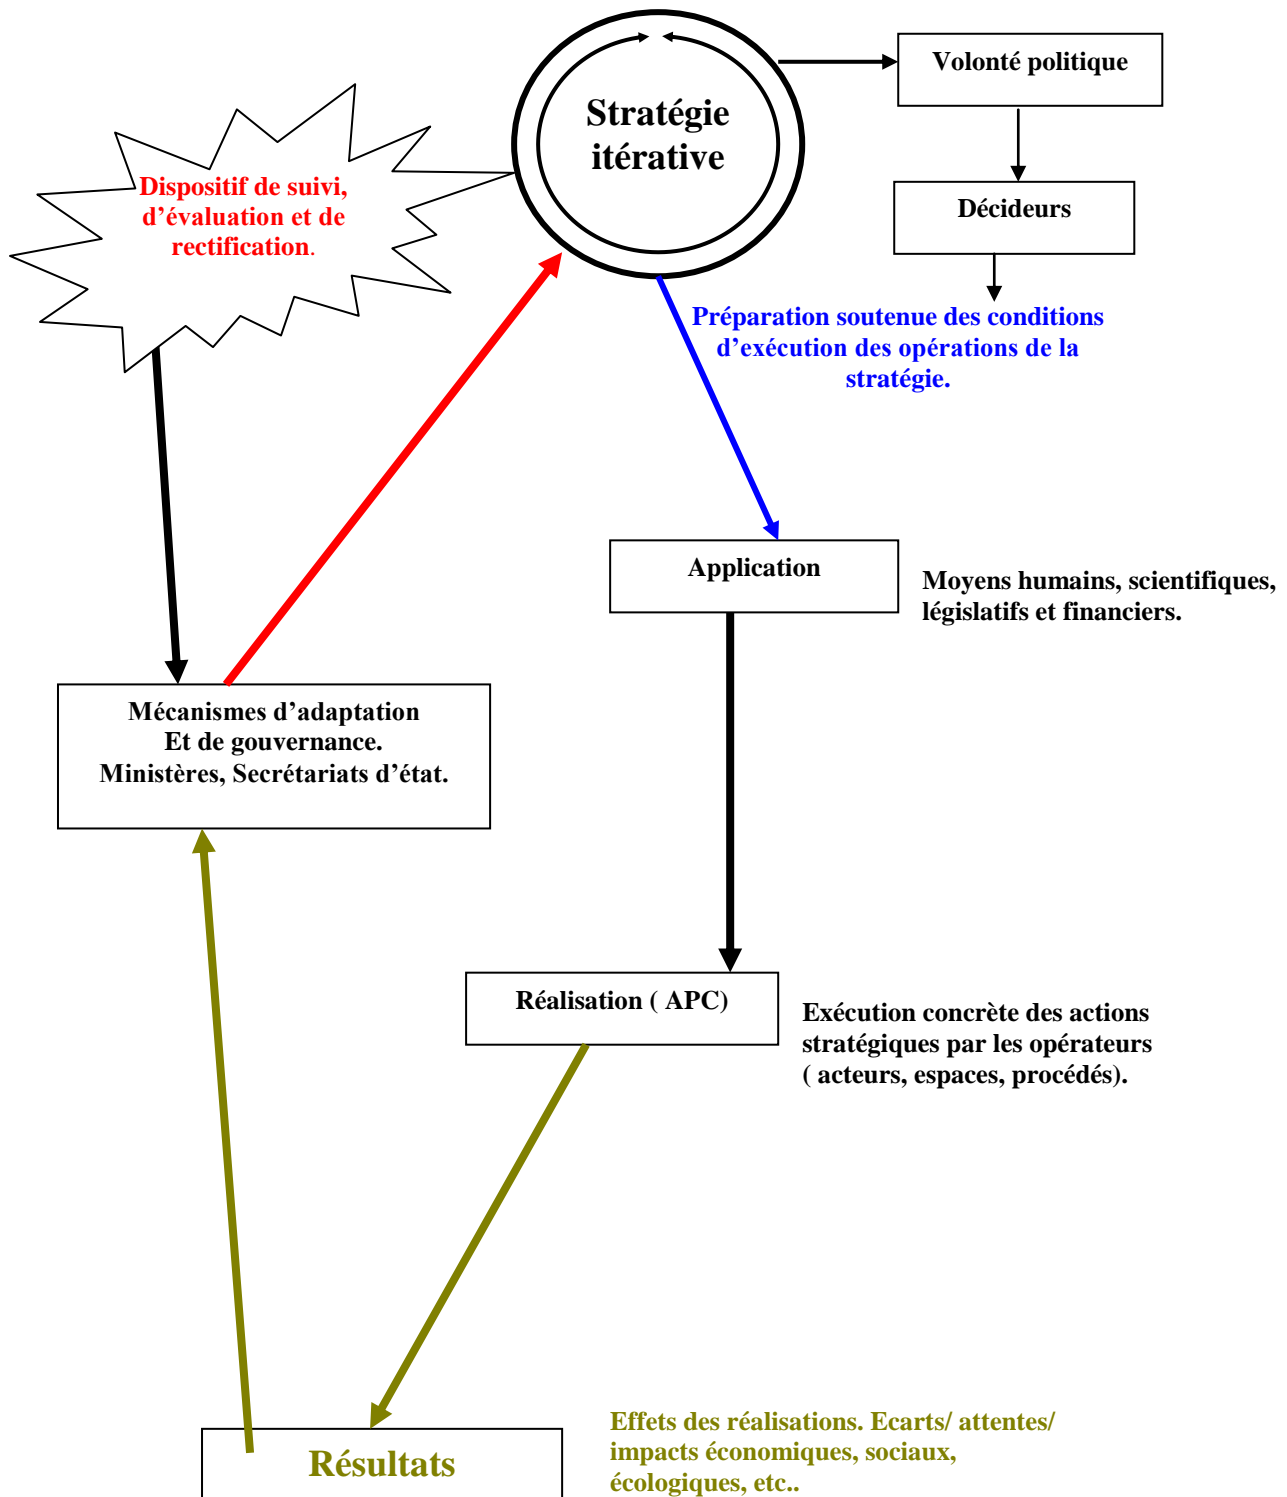 Stratégie
itérative
Volonté politique
Dispositif de suivi,
d’évaluation et de
rectification.
Décideurs
Préparation soutenue des conditions
d’exécution des opérations de la
stratégie.
Application
Moyens humains, scientifiques,
législatifs et financiers.
Mécanismes d’adaptation
Et de gouvernance.
Ministères, Secrétariats d’état.
Réalisation ( APC)
Exécution concrète des actions
stratégiques par les opérateurs
( acteurs, espaces, procédés).
Résultats
Effets des réalisations. Ecarts/ attentes/
impacts économiques, sociaux,
écologiques, etc..